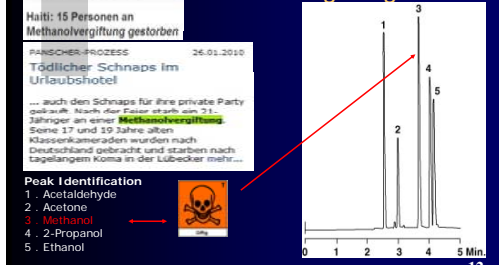 Haiti: 15 Personen an
Methanolvergiftung gestorben
PANSCHER-PROZESS 26.01.2010
Tödlicher Schnaps im
Urlaubshotel
... auch den Schnaps für ihre private Party
gekauft. Nach der Feier starb ein 21-
Jähriger an einer Methanolvergiftung.
Seine 17 und 19 Jahre alten
Klassenkameraden wurden nach
Deutschland gebracht und starben nach
tagelangem Koma in der Lübecker mehr...
Peak Identification
1 . Acetaldehyde
2 . Acetone
3 . Methanol
4 . 2-Propanol
5 . Ethanol
T
Giftig
1
2
3
4
5
0 1 2 3 4 5 Min.